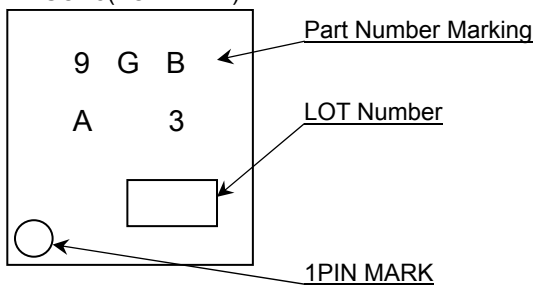 Part Number Marking
9 G B
A 3
LOT Number
1PIN MARK